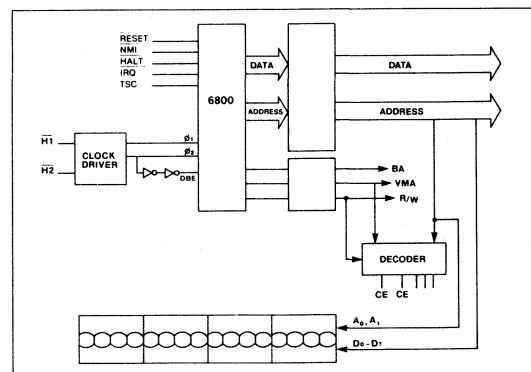 RESET
NMI
HALT
IRQ
TSC
6800
DATA
DATA
ADDRESS
ADDRESS
H1
H2
CLOCK
DRIVER
ø1
ø2
DBE
BA
VMA
R/W
DECODER
CE CE
A0, A1
D0-D7